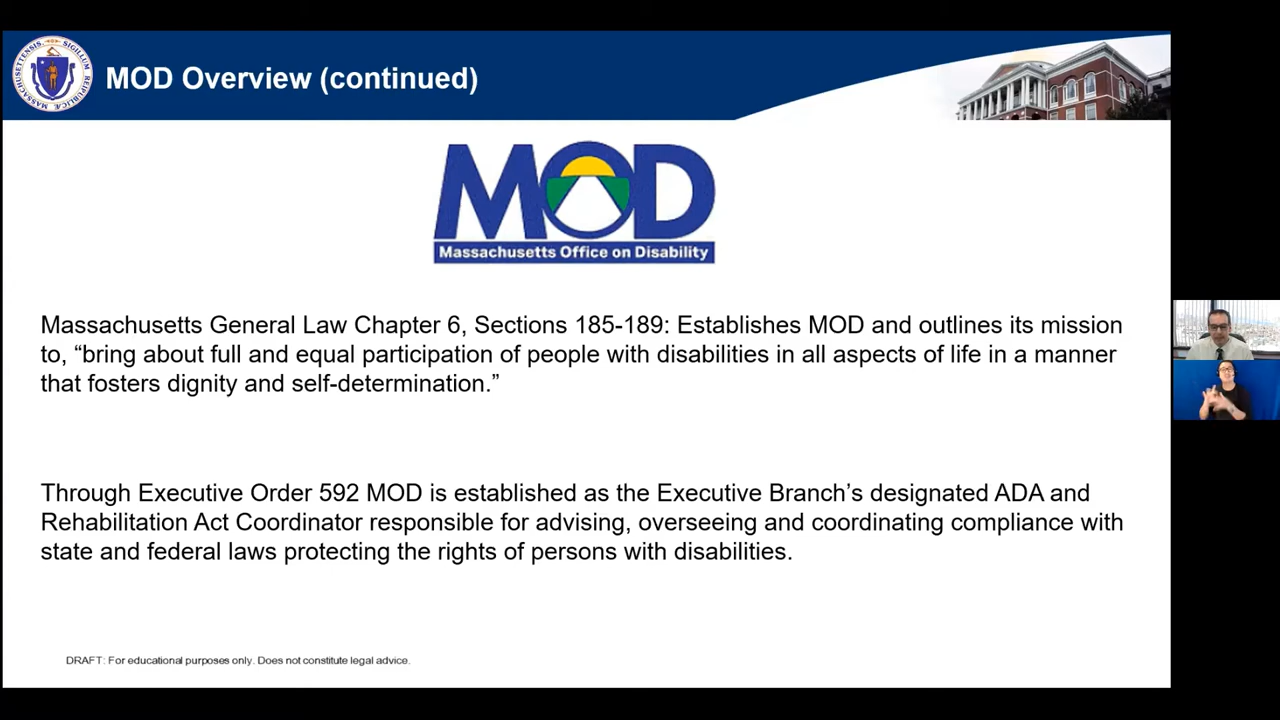 MOD Overview (continued)
MOD
Massachusetts Office on Disability
Massachusetts General Law Chapter 6, Sections 185-189: Establishes MOD and outlines its mission
to, “bring about full and equal participation of people with disabilities in all aspects of life in a manner
that fosters dignity and self-determination.”
Through Executive Order 592 MOD is established as the Executive Branch’s designated ADA and
Rehabilitation Act Coordinator responsible for advising, overseeing and coordinating compliance with
state and federal laws protecting the rights of persons with disabilities.
DRAFT: For educational purposes only. Does not constitute legal advice.